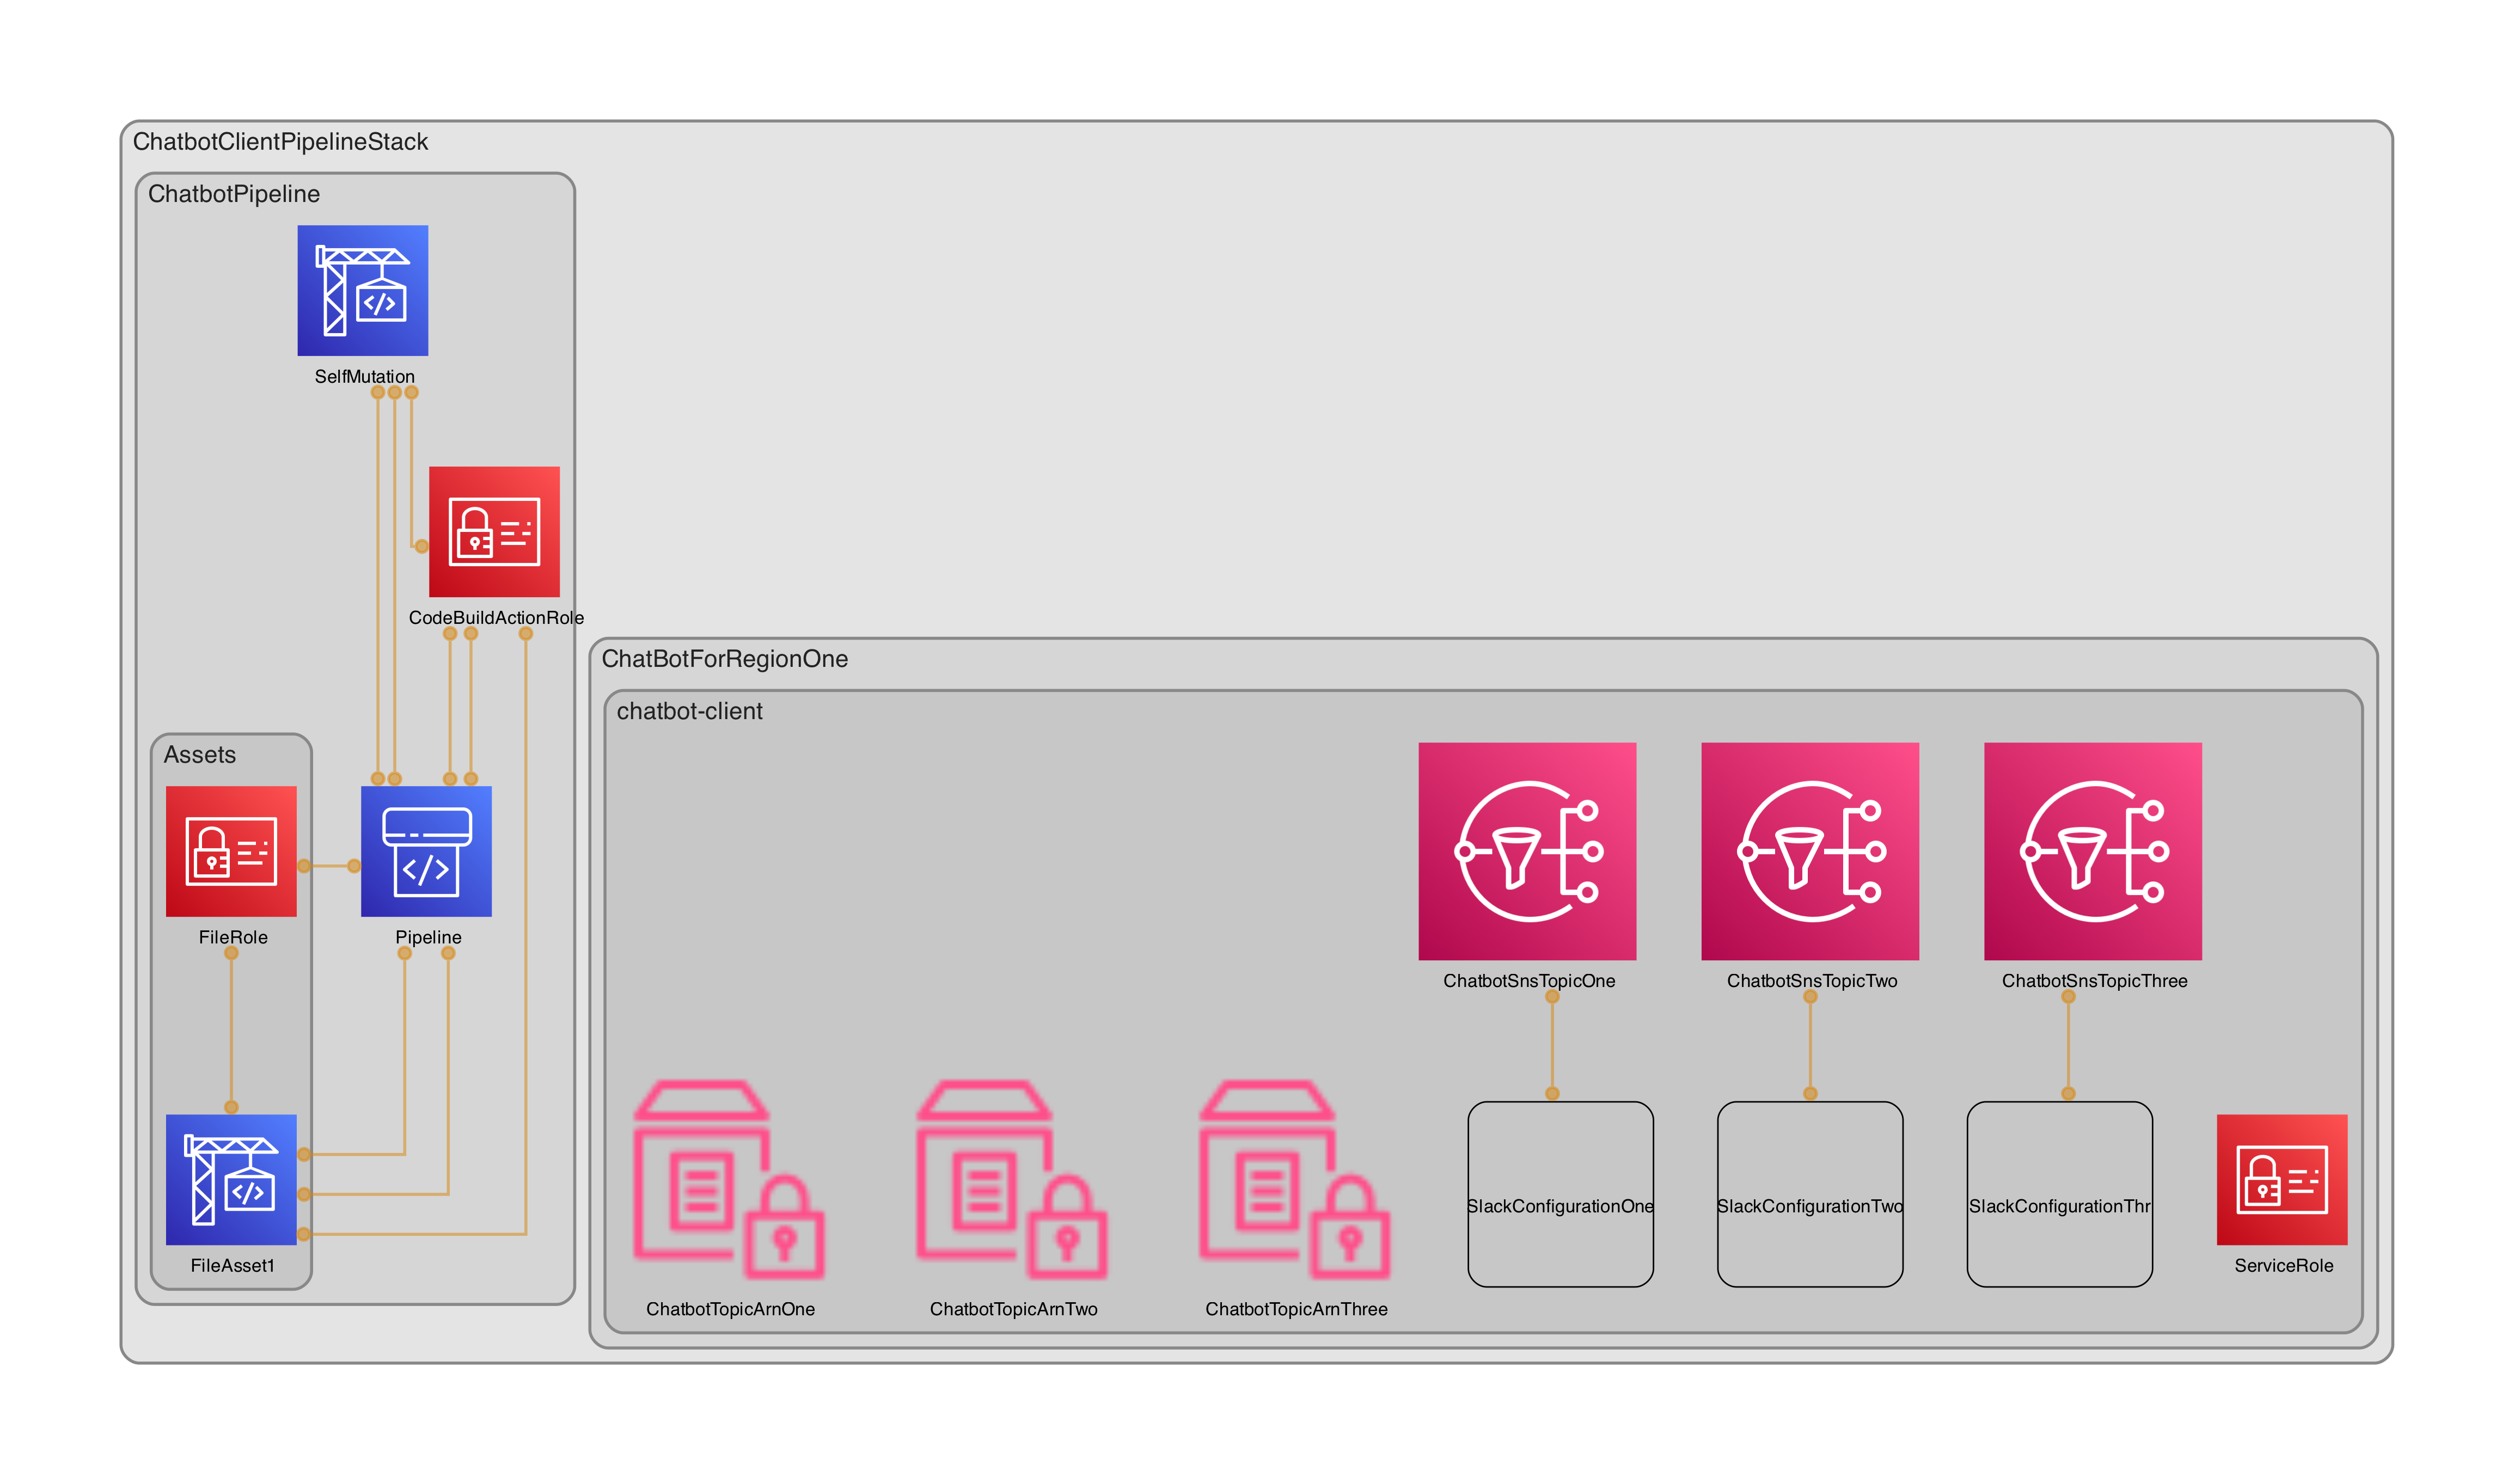 ChatbotClientPipelineStack
ChatbotPipeline
SelfMutation
CodeBuildActionRole
Assets
FileRole
Pipeline
FileAsset1
ChatBotForRegionOne
chatbot-client
ChatbotSnsTopicOne
ChatbotSnsTopicTwo
ChatbotSnsTopicThree
SlackConfigurationOne
SlackConfigurationTwo
SlackConfigurationThr
ServiceRole
ChatbotTopicArnOne
ChatbotTopicArnTwo
ChatbotTopicArnThree